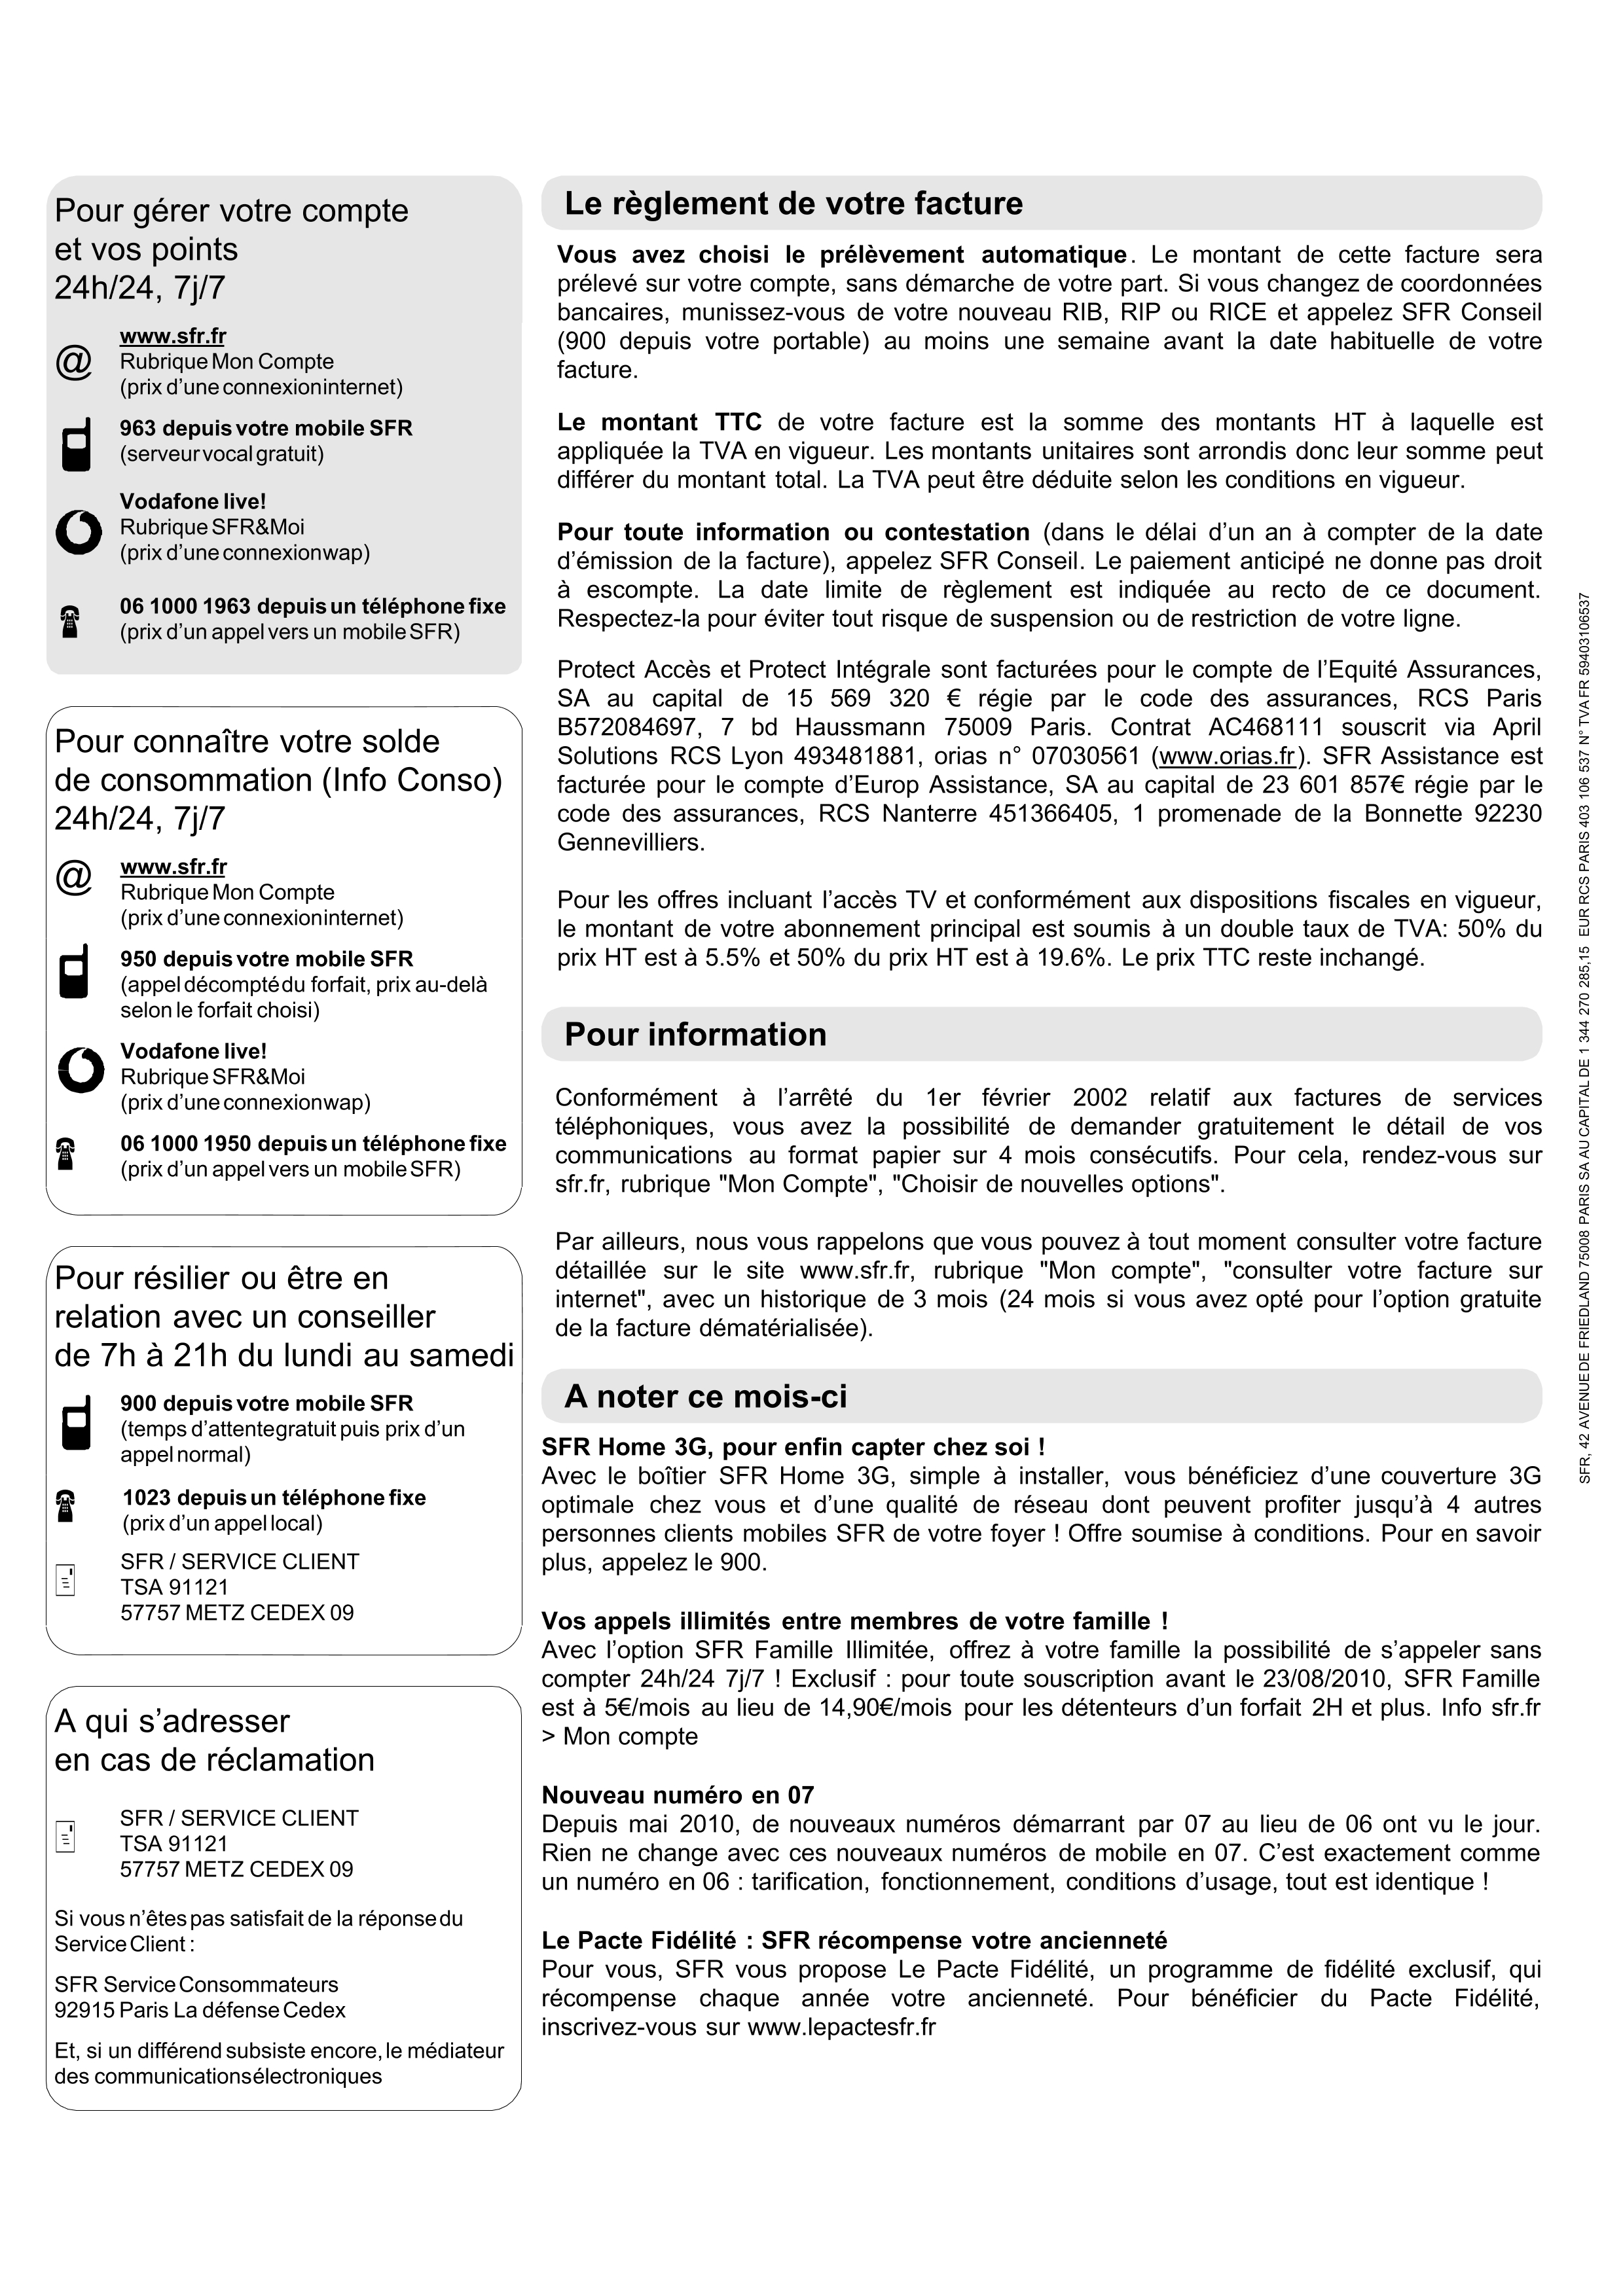 Pour gérer votre compte
et vos points
24h/24, 7j/7
@
www.sfr.fr
Rubrique Mon Compte
(prix d’une connexion internet)
963 depuis votre mobile SFR
(serveur vocal gratuit)
Vodafone live!
Rubrique SFR&Moi
(prix d’une connexion wap)
06 1000 1963 depuis un téléphone fixe
(prix d’un appel vers un mobile SFR)
Pour connaître votre solde
de consommation (Info Conso)
24h/24, 7j/7
@
www.sfr.fr
Rubrique Mon Compte
(prix d’une connexion internet)
950 depuis votre mobile SFR
(appel décompté du forfait, prix au-delà
selon le forfait choisi)
Vodafone live!
Rubrique SFR&Moi
(prix d’une connexion wap)
06 1000 1950 depuis un téléphone fixe
(prix d’un appel vers un mobile SFR)
Pour résilier ou être en
relation avec un conseiller
de 7h à 21h du lundi au samedi
900 depuis votre mobile SFR
(temps d’attente gratuit puis prix d’un
appel normal)
1023 depuis un téléphone fixe
(prix d’un appel local)
SFR / SERVICE CLIENT
TSA 91121
57757 METZ CEDEX 09
A qui s’adresser
en cas de réclamation
SFR / SERVICE CLIENT
TSA 91121
57757 METZ CEDEX 09
Si vous n’êtes pas satisfait de la réponse du
Service Client :
SFR Service Consommateurs
92915 Paris La défense Cedex
Et, si un différend subsiste encore, le médiateur
des communications électroniques
Le règlement de votre facture
Vous avez choisi le prélèvement automatique. Le montant de cette facture sera
prélevé sur votre compte, sans démarche de votre part. Si vous changez de coordonnées
bancaires, munissez-vous de votre nouveau RIB, RIP ou RICE et appelez SFR Conseil
(900 depuis votre portable) au moins une semaine avant la date habituelle de votre
facture.
Le montant TTC de votre facture est la somme des montants HT à laquelle est
appliquée la TVA en vigueur. Les montants unitaires sont arrondis donc leur somme peut
différer du montant total. La TVA peut être déduite selon les conditions en vigueur.
Pour toute information ou contestation (dans le délai d’un an à compter de la date
d’émission de la facture), appelez SFR Conseil. Le paiement anticipé ne donne pas droit
à escompte. La date limite de règlement est indiquée au recto de ce document.
Respectez-la pour éviter tout risque de suspension ou de restriction de votre ligne.
Protect Accès et Protect Intégrale sont facturées pour le compte de l’Equité Assurances,
SA au capital de 15 569 320 € régie par le code des assurances, RCS Paris
B572084697, 7 bd Haussmann 75009 Paris. Contrat AC468111 souscrit via April
Solutions RCS Lyon 493481881, orias n° 07030561 (www.orias.fr). SFR Assistance est
facturée pour le compte d’Europ Assistance, SA au capital de 23 601 857€ régie par le
code des assurances, RCS Nanterre 451366405, 1 promenade de la Bonnette 92230
Gennevilliers.
Pour les offres incluant l’accès TV et conformément aux dispositions fiscales en vigueur,
le montant de votre abonnement principal est soumis à un double taux de TVA: 50% du
prix HT est à 5.5% et 50% du prix HT est à 19.6%. Le prix TTC reste inchangé.
Pour information
Conformément à l’arrêté du 1er février 2002 relatif aux factures de services
téléphoniques, vous avez la possibilité de demander gratuitement le détail de vos
communications au format papier sur 4 mois consécutifs. Pour cela, rendez-vous sur
sfr.fr, rubrique "Mon Compte", "Choisir de nouvelles options".
Par ailleurs, nous vous rappelons que vous pouvez à tout moment consulter votre facture
détaillée sur le site www.sfr.fr, rubrique "Mon compte", "consulter votre facture sur
internet", avec un historique de 3 mois (24 mois si vous avez opté pour l’option gratuite
de la facture dématérialisée).
A noter ce mois-ci
SFR Home 3G, pour enfin capter chez soi !
Avec le boîtier SFR Home 3G, simple à installer, vous bénéficiez d’une couverture 3G
optimale chez vous et d’une qualité de réseau dont peuvent profiter jusqu’à 4 autres
personnes clients mobiles SFR de votre foyer ! Offre soumise à conditions. Pour en savoir
plus, appelez le 900.
Vos appels illimités entre membres de votre famille !
Avec l’option SFR Famille Illimitée, offrez à votre famille la possibilité de s’appeler sans
compter 24h/24 7j/7 ! Exclusif : pour toute souscription avant le 23/08/2010, SFR Famille
est à 5€/mois au lieu de 14,90€/mois pour les détenteurs d’un forfait 2H et plus. Info sfr.fr
> Mon compte
Nouveau numéro en 07
Depuis mai 2010, de nouveaux numéros démarrant par 07 au lieu de 06 ont vu le jour.
Rien ne change avec ces nouveaux numéros de mobile en 07. C’est exactement comme
un numéro en 06 : tarification, fonctionnement, conditions d’usage, tout est identique !
Le Pacte Fidélité : SFR récompense votre ancienneté
Pour vous, SFR vous propose Le Pacte Fidélité, un programme de fidélité exclusif, qui
récompense chaque année votre ancienneté. Pour bénéficier du Pacte Fidélité,
inscrivez-vous sur www.lepactesfr.fr
SFR, 42 AVENUE DE FRIEDLAND 75008 PARIS SA AU CAPITAL DE 1 344 270 285,15 EUR RCS PARIS 403 106 537 N° TVA FR 59403106537